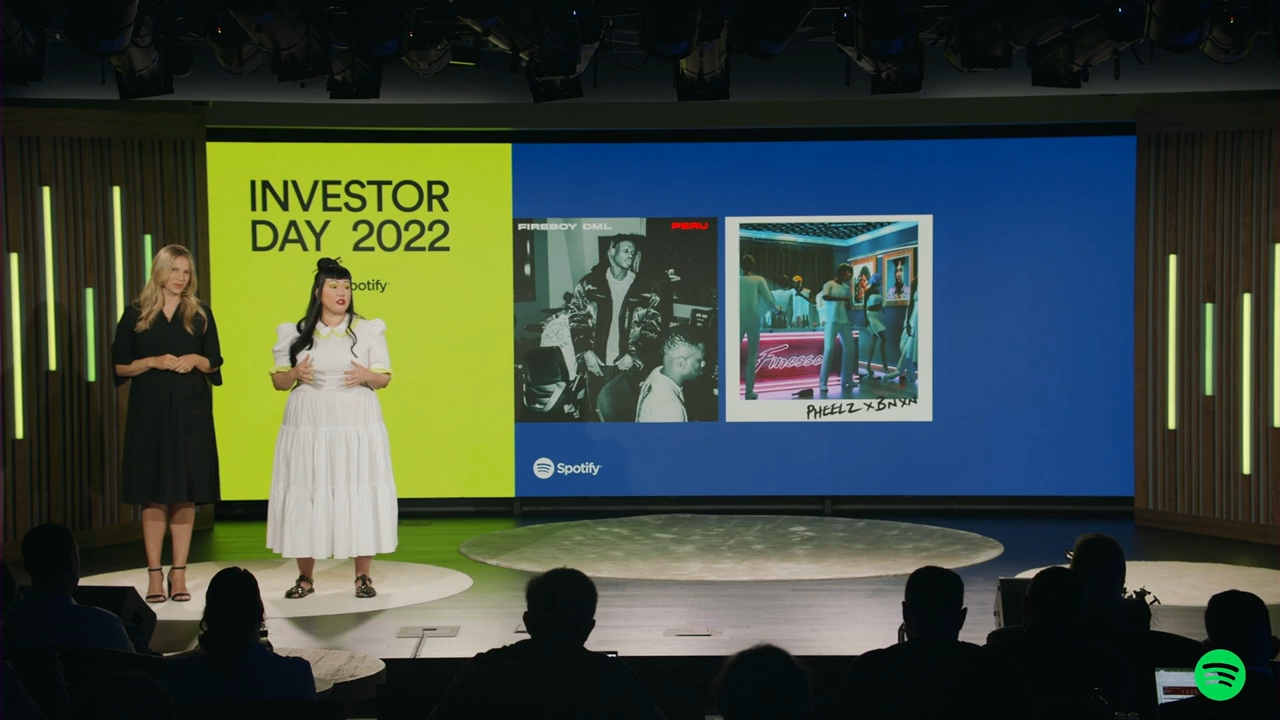 INVESTOR
DAY 2022
potify
FIREBOY DML
PERU
Finesse
PHEELZ X BNXN
Spotify